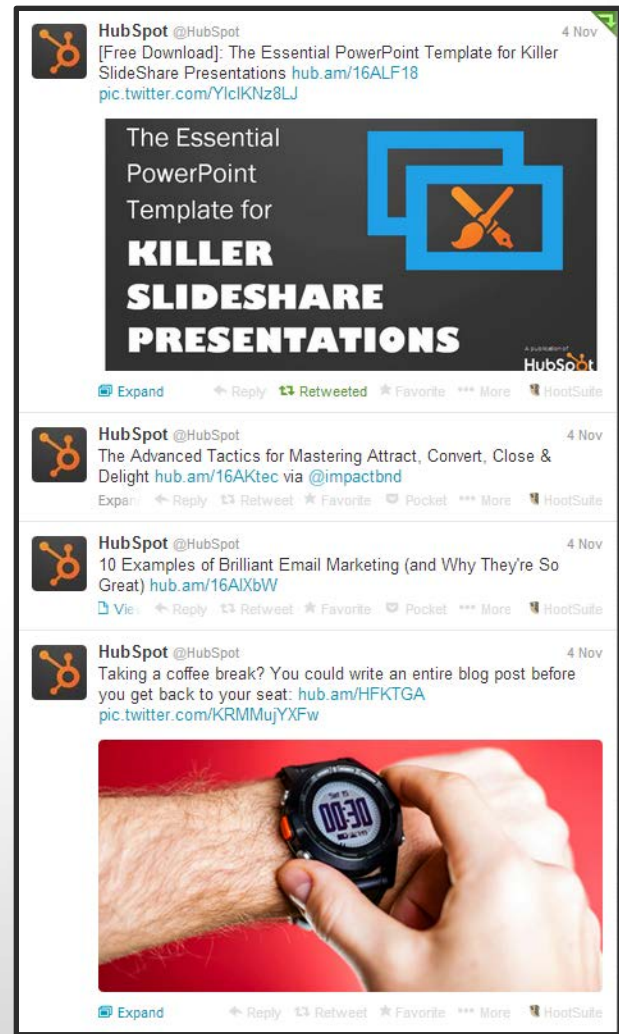 HubSpot @HubSpot 4 Nov
[Free Download]: The Essential PowerPoint Template for Killer
SlideShare Presentations hub.am/16ALF18
pic.twitter.com/YIclKNz8LJ
The Essential
PowerPoint
Template for
KILLER
SLIDESHARE
PRESENTATIONS
A publication of
HubSpot
Expand Reply Retweeted Favorite More HootSuite
HubSpot @HubSpot 4 Nov
The Advanced Tactics for Mastering Attract, Convert, Close &
Delight hub.am/16AKtec via @impactbnd
Expan Reply Retweet Favorite Pocket More HootSuite
HubSpot @HubSpot 4 Nov
10 Examples of Brilliant Email Marketing (and Why They're So
Great) hub.am/16AlXbW
Vie Reply Retweet Favorite Pocket More HootSuite
HubSpot @HubSpot 4 Nov
Taking a coffee break? You could write an entire blog post before
you get back to your seat: hub.am/HFKTGA
pic.twitter.com/KRMMujYXFw
00:30
Expand Reply Retweet Favorite More HootSuite